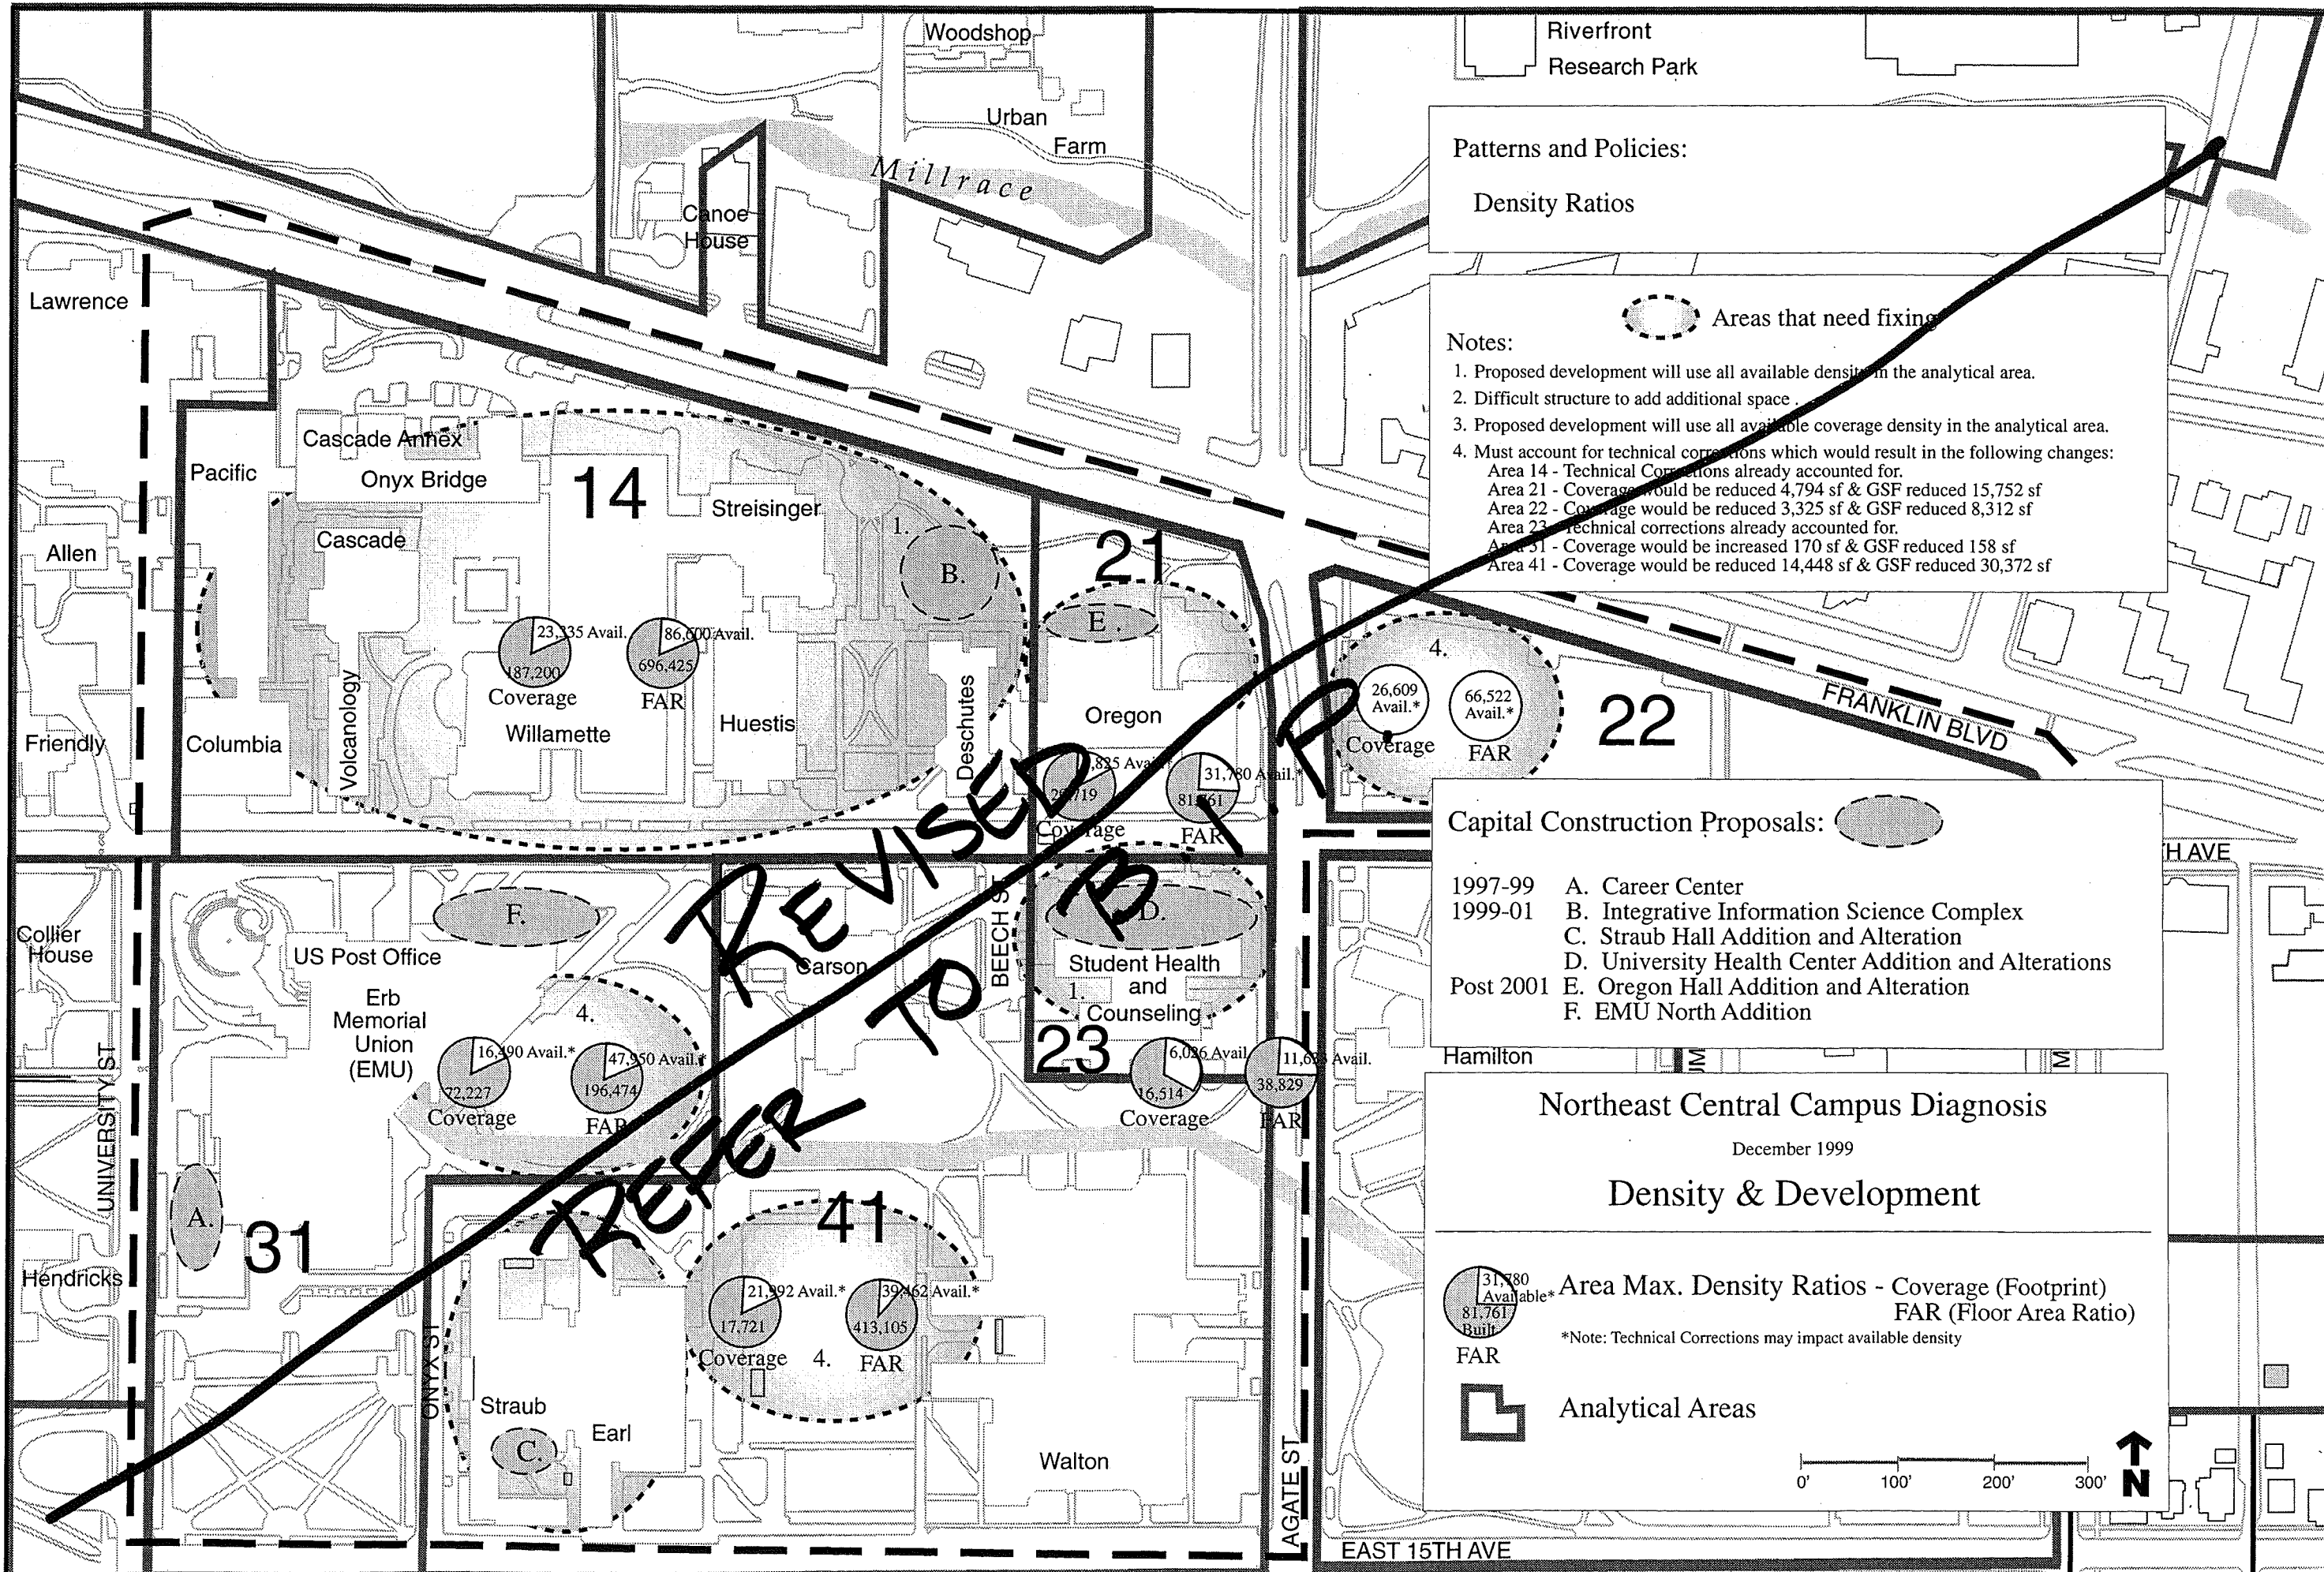 Woodshop
Urban
Farm
Millrace
Canoe
House
Riverfront
Research Park
Patterns and Policies:
Density Ratios
Areas that need fixing
Notes:
1. Proposed development will use all available density in the analytical area.
2. Difficult structure to add additional space .
3. Proposed development will use all available coverage density in the analytical area.
4. Must account for technical corrections which would result in the following changes:
Area 14 - Technical Corrections already accounted for.
Area 21 - Coverage would be reduced 4,794 sf & GSF reduced 15,752 sf
Area 22 - Coverage would be reduced 3,325 sf & GSF reduced 8,312 sf
Area 23 - Technical corrections already accounted for.
Area 31 - Coverage would be increased 170 sf & GSF reduced 158 sf
Area 41 - Coverage would be reduced 14,448 sf & GSF reduced 30,372 sf
Lawrence
Pacific
Allen
Friendly
Columbia
Cascade Annex
Onyx Bridge
14
Streisinger
Cascade
1.
B.
Volcanology
23,335 Avail.
187,200
Coverage
86,600 Avail.
696,425
FAR
Willamette
Huestis
Deschutes
21
E .
Oregon
Coverage
31,780 Avail.*
81,761
FAR
4.
26,609
Avail.*
Coverage
66,522
Avail.*
FAR
22
FRANKLIN BLVD
REVISED
REFER TO B, P
Collier
House
UNIVERSITY ST
Hendricks
F.
US Post Office
Erb
Memorial
Union
(EMU)
4.
16,490 Avail.*
72,227
Coverage
47,950 Avail.*
196,474
FAR
A.
31
Carson
BEECH ST
D.
Student Health
and
1.
Counseling
23
6,026 Avail.
16,514
Coverage
Avail.
38,829
FAR
41
21,992 Avail.*
17,721
Coverage
39,462 Avail.*
413,105
FAR
4.
ONYX ST
Straub
C.
Earl
Walton
AGATE ST
EAST 15TH AVE
TH AVE
Capital Construction Proposals:
1997-99 A. Career Center
1999-01 B. Integrative Information Science Complex
C. Straub Hall Addition and Alteration
D. University Health Center Addition and Alterations
Post 2001 E. Oregon Hall Addition and Alteration
F. EMU North Addition
Hamilton
Northeast Central Campus Diagnosis
December 1999
Density & Development
31,780
Available*
81,761
Built
FAR
Area Max. Density Ratios - Coverage (Footprint)
FAR (Floor Area Ratio)
*Note: Technical Corrections may impact available density
Analytical Areas
0' 100' 200' 300'
N